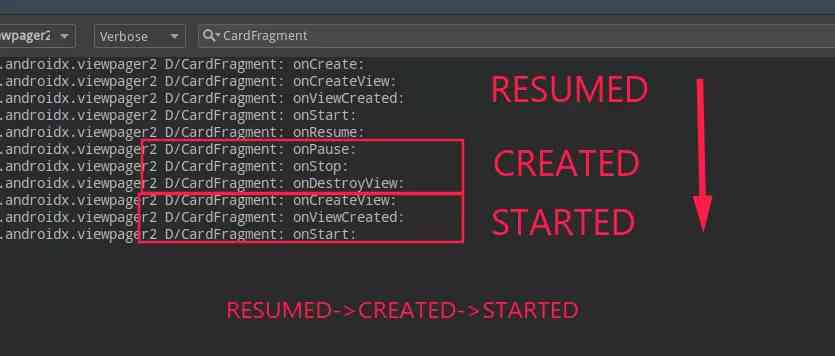 ewpager2 Verbose CardFragment
.androidx.viewpager2 D/CardFragment: onCreate:
.androidx.viewpager2 D/CardFragment: onCreateView:
.androidx.viewpager2 D/CardFragment: onViewCreated:
.androidx.viewpager2 D/CardFragment: onStart:
.androidx.viewpager2 D/CardFragment: onResume:
.androidx.viewpager2 D/CardFragment: onPause:
.androidx.viewpager2 D/CardFragment: onStop:
.androidx.viewpager2 D/CardFragment: onDestroyView:
.androidx.viewpager2 D/CardFragment: onCreateView:
.androidx.viewpager2 D/CardFragment: onViewCreated:
.androidx.viewpager2 D/CardFragment: onStart:
RESUMED
CREATED
STARTED
RESUMED->CREATED->STARTED